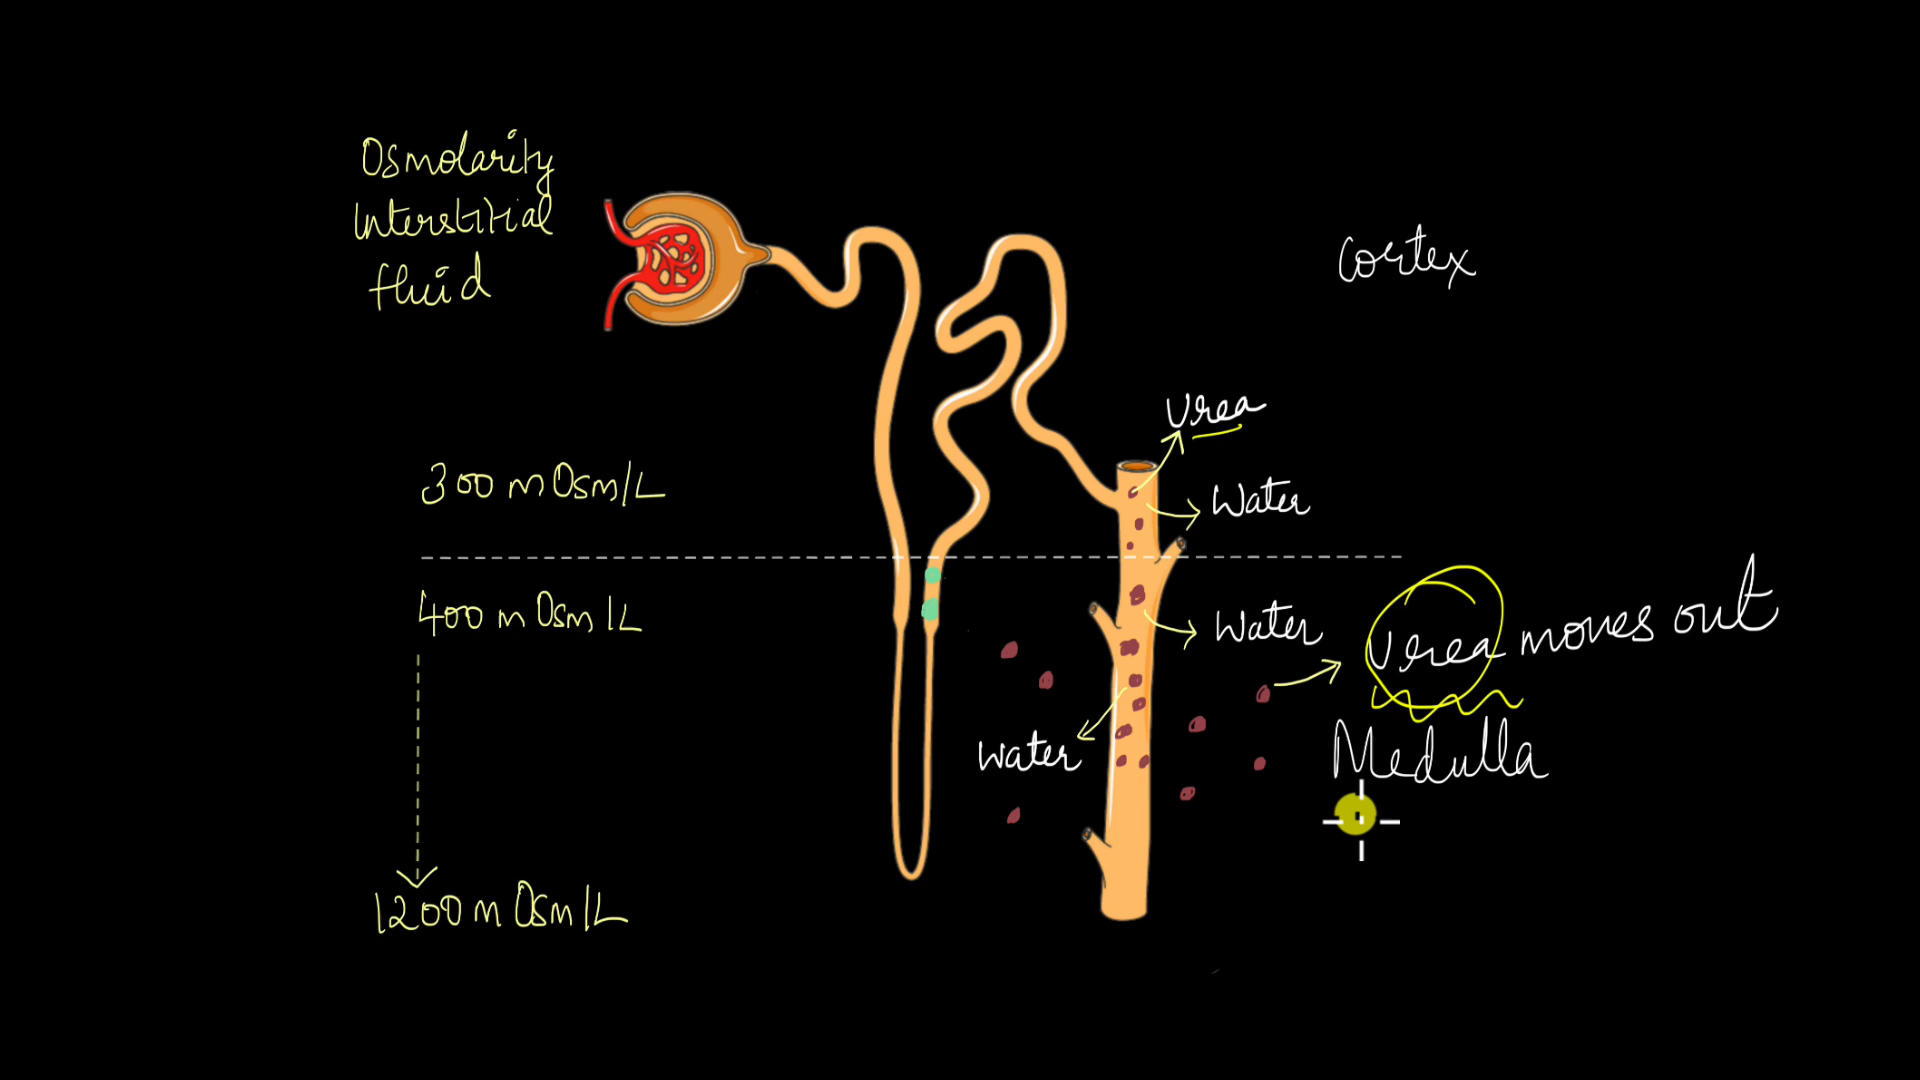 Osmolarity
Interstitial
fluid
Cortex
Urea
Water
300 mOsm/L
400 mOsm/L
Water
Urea moves out
Water
Medulla
1200 mOsm/L